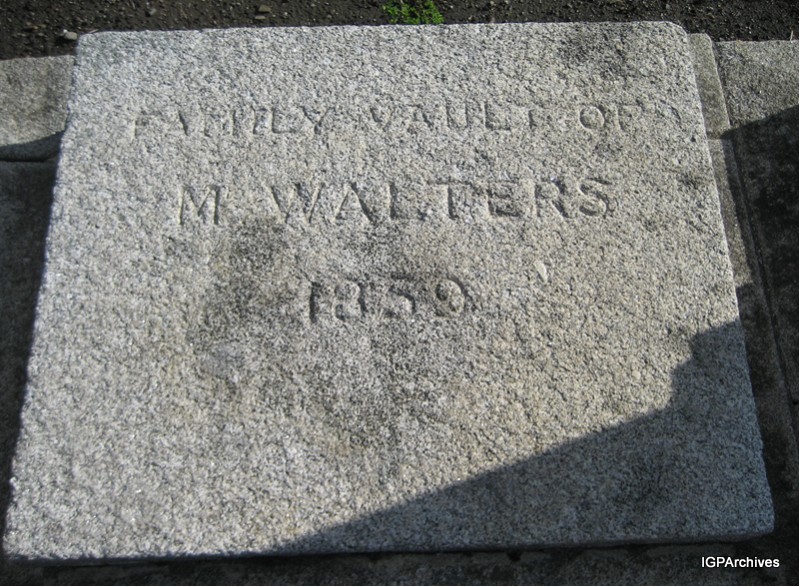 FAMILY VAULT OF
M WALTERS
1859
IGPArchives